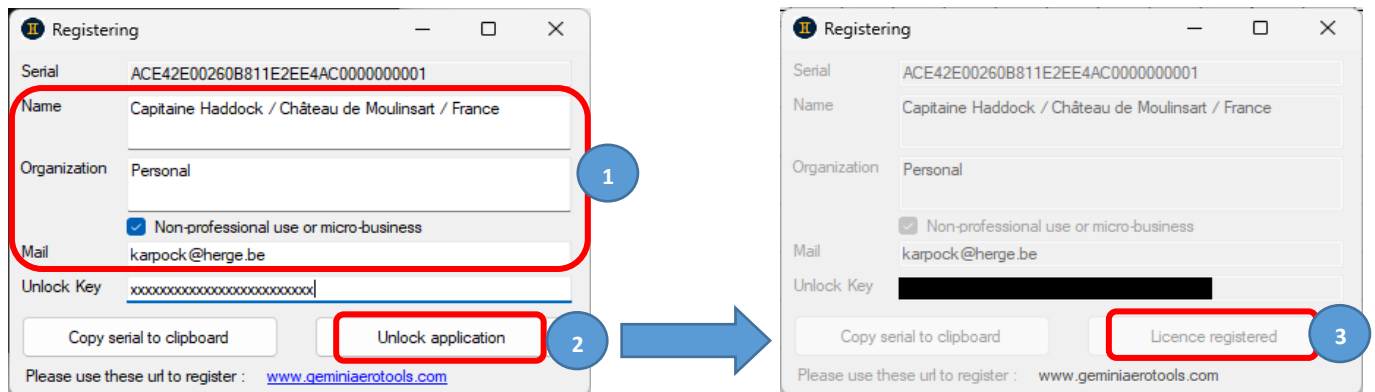 Registering
Serial
ACE42E00260B811E2EE4AC0000000001
Name
Capitaine Haddock / Château de Moulinsart / France
Organization
Personal
Non-professional use or micro-business
Mail
karpock@herge.be
Unlock Key
xxxxxxxxxxxxxxxxxxxxxxxxxx
Copy serial to clipboard
Unlock application
Please use these url to register : www.geminiaerotools.com
1
2
Registering
Serial
ACE42E00260B811E2EE4AC0000000001
Name
Capitaine Haddock / Château de Moulinsart / France
Organization
Personal
Non-professional use or micro-business
Mail
karpock@herge.be
Unlock Key
Copy serial to clipboard
Licence registered
3
Please use these url to register : www.geminiaerotools.com